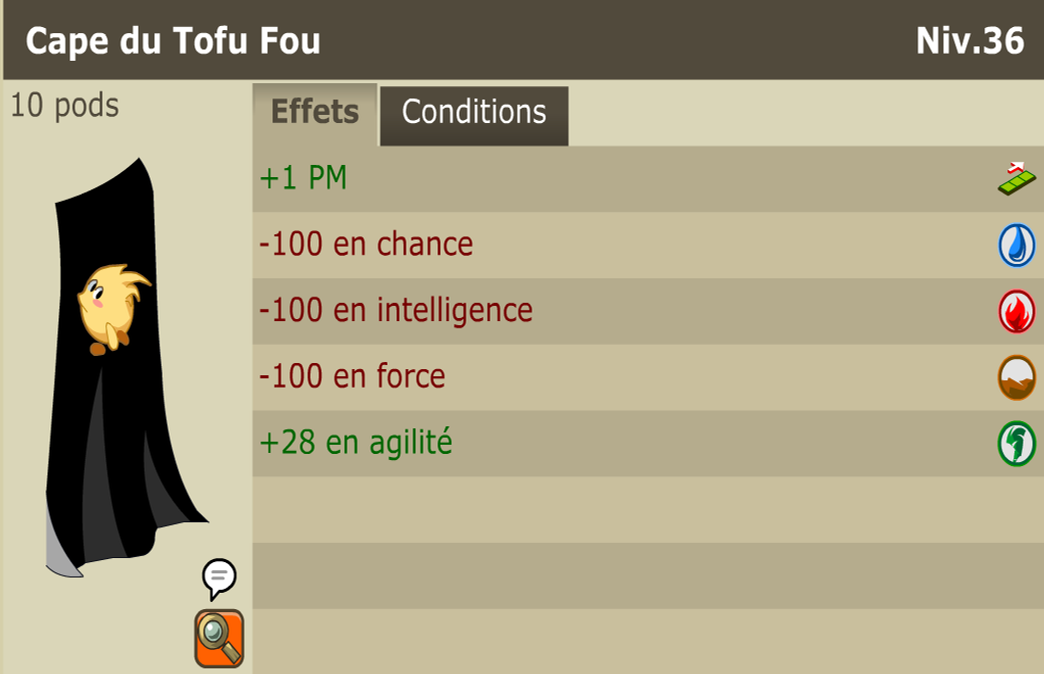 Cape du Tofu Fou
Niv.36
10 pods
Effets
Conditions
+1 PM
-100 en chance
-100 en intelligence
-100 en force
+28 en agilité